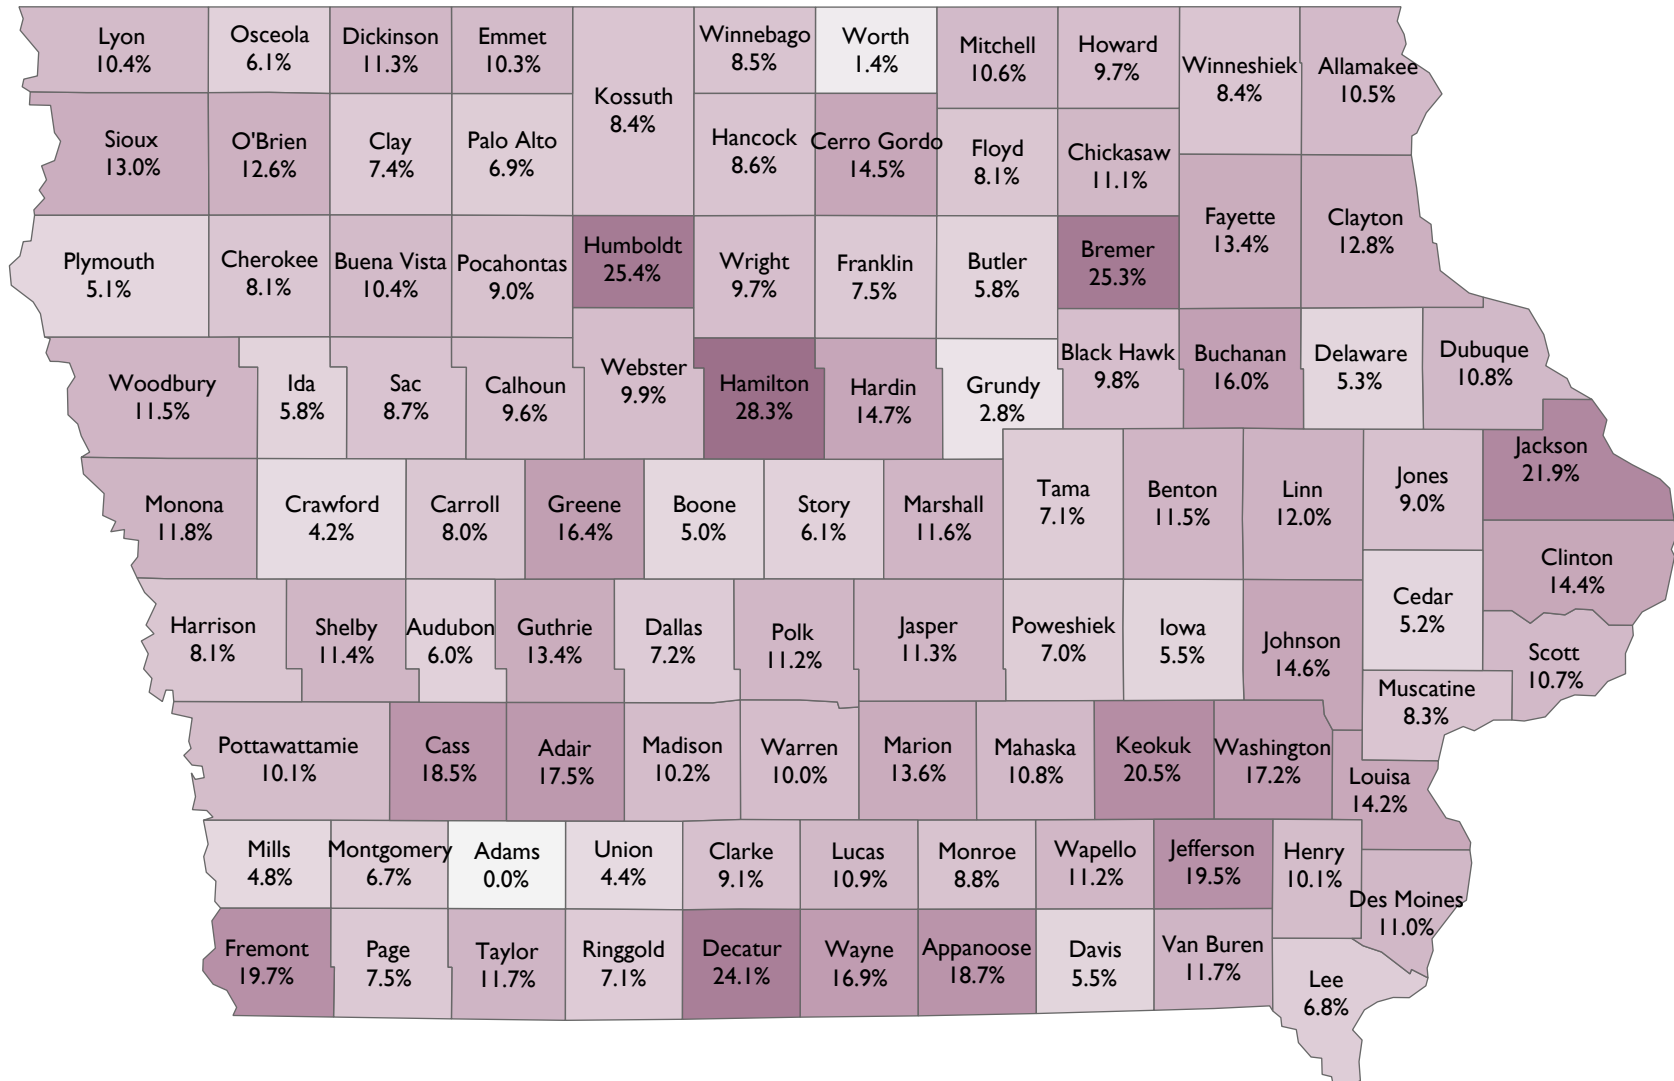 Lyon
10.4%
Osceola
6.1%
Dickinson
11.3%
Emmet
10.3%
Kossuth
8.4%
Winnebago
8.5%
Worth
1.4%
Mitchell
10.6%
Howard
9.7%
Winneshiek
8.4%
Allamakee
10.5%
Sioux
13.0%
O'Brien
12.6%
Clay
7.4%
Palo Alto
6.9%
Hancock
8.6%
Cerro Gordo
14.5%
Floyd
8.1%
Chickasaw
11.1%
Fayette
13.4%
Clayton
12.8%
Plymouth
5.1%
Cherokee
8.1%
Buena Vista
10.4%
Pocahontas
9.0%
Humboldt
25.4%
Wright
9.7%
Franklin
7.5%
Butler
5.8%
Bremer
25.3%
Woodbury
11.5%
Ida
5.8%
Sac
8.7%
Calhoun
9.6%
Webster
9.9%
Hamilton
28.3%
Hardin
14.7%
Grundy
2.8%
Black Hawk
9.8%
Buchanan
16.0%
Delaware
5.3%
Dubuque
10.8%
Jackson
21.9%
Monona
11.8%
Crawford
4.2%
Carroll
8.0%
Greene
16.4%
Boone
5.0%
Story
6.1%
Marshall
11.6%
Tama
7.1%
Benton
11.5%
Linn
12.0%
Jones
9.0%
Clinton
14.4%
Cedar
5.2%
Harrison
8.1%
Shelby
11.4%
Audubon
6.0%
Guthrie
13.4%
Dallas
7.2%
Polk
11.2%
Jasper
11.3%
Poweshiek
7.0%
Iowa
5.5%
Johnson
14.6%
Scott
10.7%
Muscatine
8.3%
Pottawattamie
10.1%
Cass
18.5%
Adair
17.5%
Madison
10.2%
Warren
10.0%
Marion
13.6%
Mahaska
10.8%
Keokuk
20.5%
Washington
17.2%
Louisa
14.2%
Mills
4.8%
Montgomery
6.7%
Adams
0.0%
Union
4.4%
Clarke
9.1%
Lucas
10.9%
Monroe
8.8%
Wapello
11.2%
Jefferson
19.5%
Henry
10.1%
Des Moines
11.0%
Fremont
19.7%
Page
7.5%
Taylor
11.7%
Ringgold
7.1%
Decatur
24.1%
Wayne
16.9%
Appanoose
18.7%
Davis
5.5%
Van Buren
11.7%
Lee
6.8%